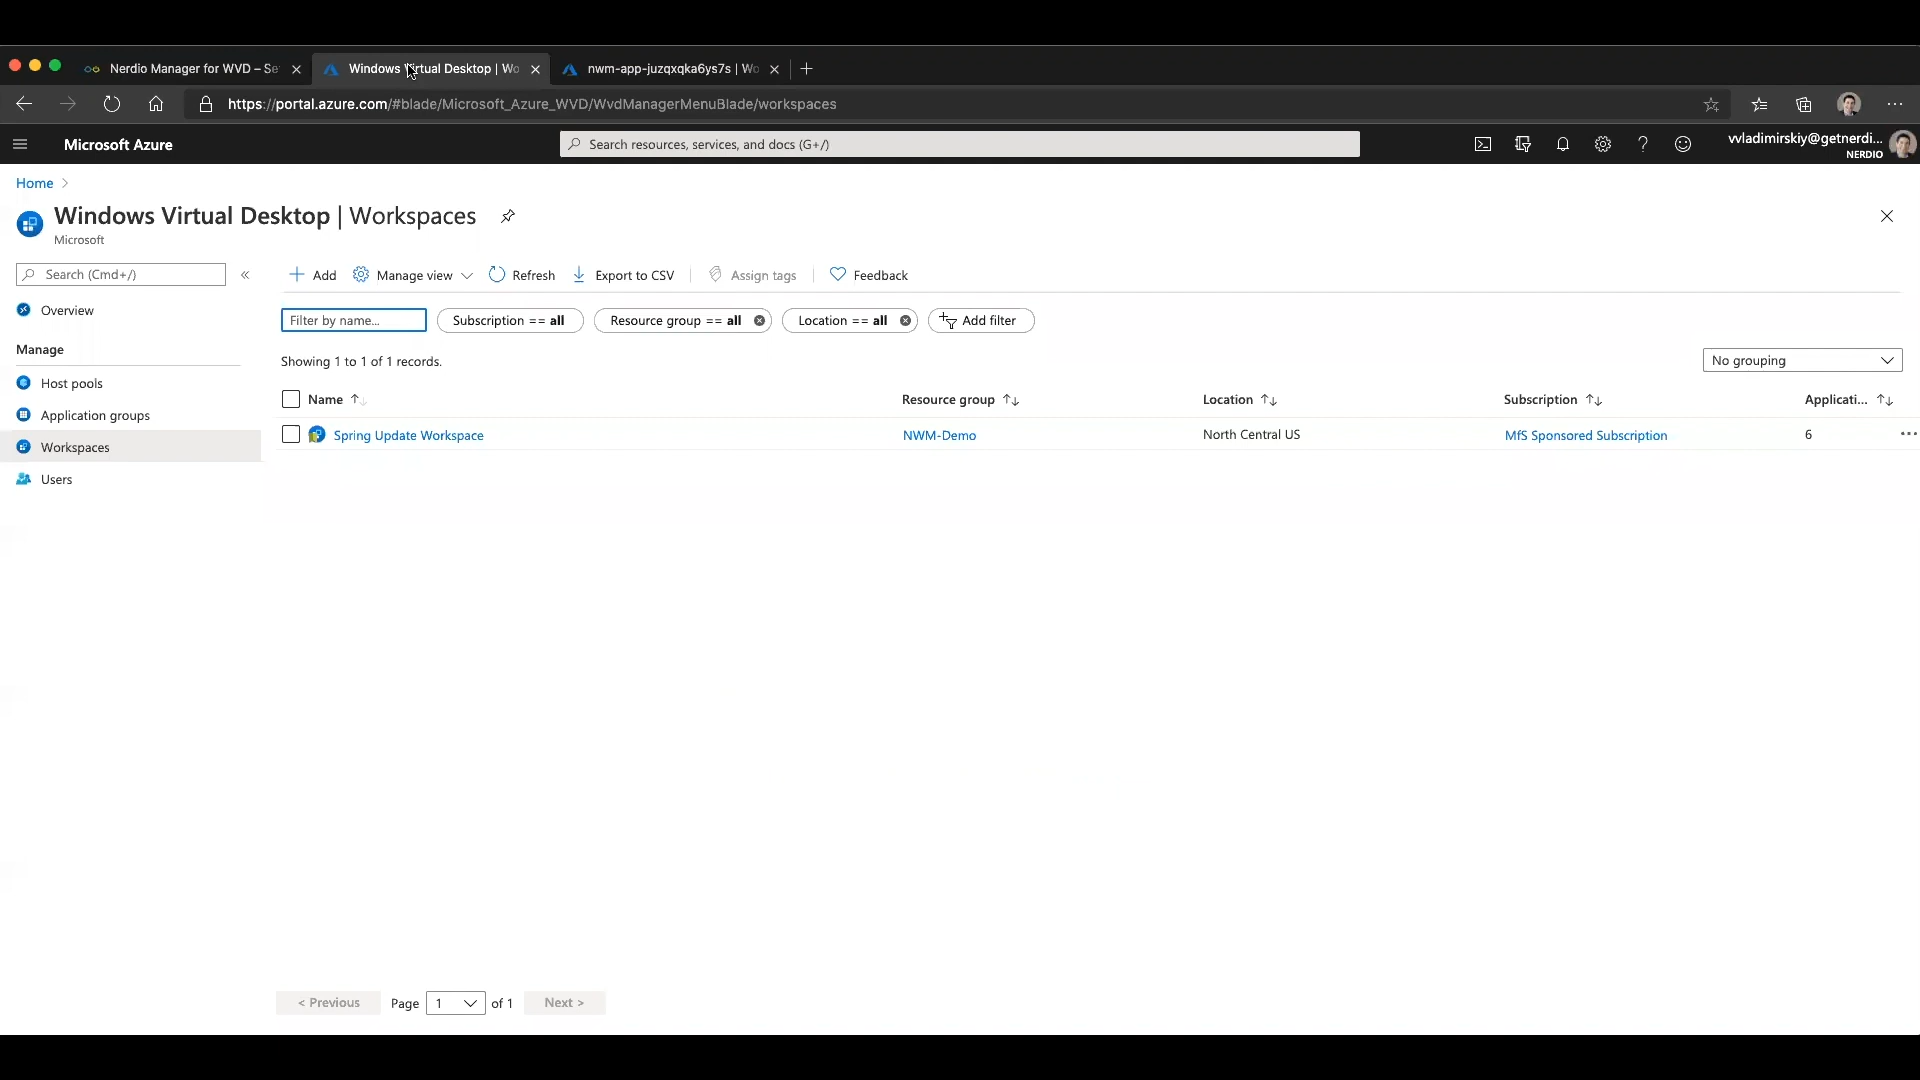 Nerdio Manager for WVD – Se
Windows Virtual Desktop | Wo
nwm-app-juzqxqka6ys7s | Wo
https://portal.azure.com/#blade/Microsoft_Azure_WVD/WvdManagerMenuBlade/workspaces
Microsoft Azure
Search resources, services, and docs (G+/)
vvladimirskiy@getnerdi...
NERDIO
Home
Windows Virtual Desktop | Workspaces
Microsoft
Search (Cmd+/)
«
Add
Manage view
Refresh
Export to CSV
Assign tags
Feedback
Overview
Manage
Host pools
Application groups
Workspaces
Users
Filter by name...
Subscription == all
Resource group == all
Location == all
Add filter
Showing 1 to 1 of 1 records.
No grouping
Name
Resource group
Location
Subscription
Applicati...
Spring Update Workspace
NWM-Demo
North Central US
MfS Sponsored Subscription
6
< Previous
Page
1
of 1
Next >